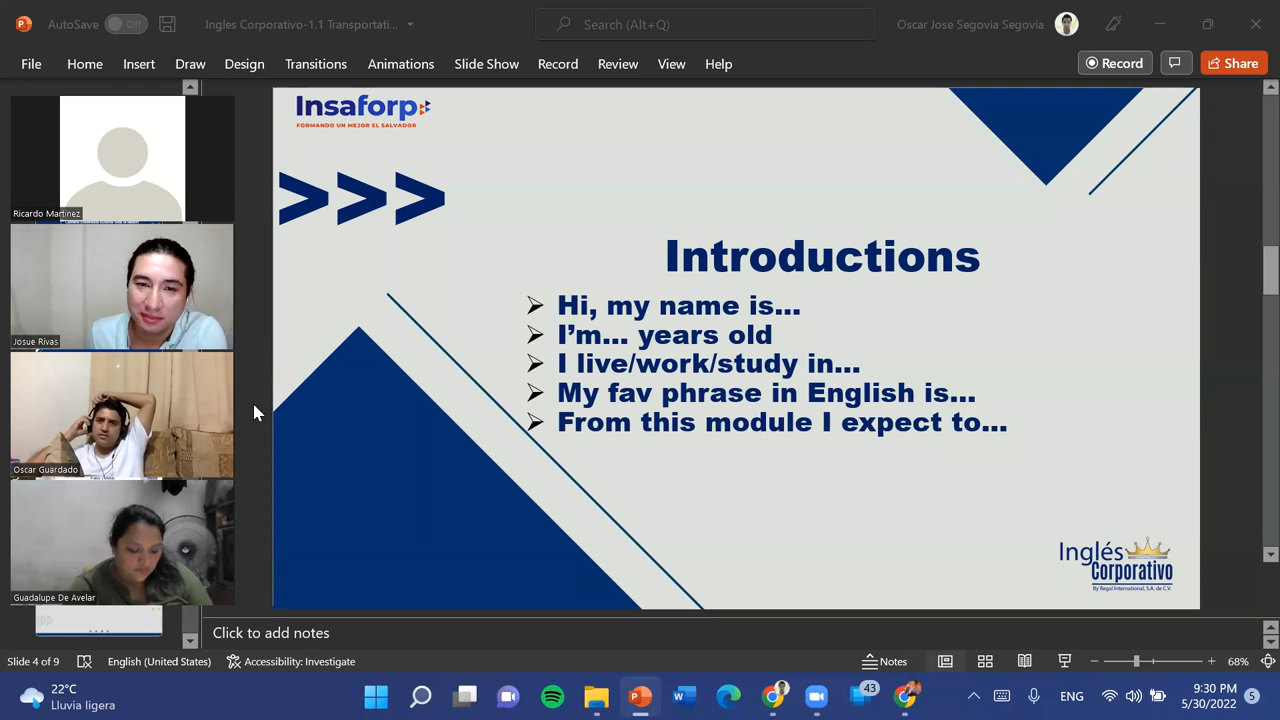 AutoSave Off
Ingles Corporativo-1.1 Transportati...
Search (Alt+Q)
Oscar Jose Segovia Segovia
File Home Insert Draw Design Transitions Animations Slide Show Record Review View Help
Record
Share
Ricardo Martinez
Josue Rivas
Oscar Guardado
Guadalupe De Avelar
Insaforp
FORMANDO UN MEJOR EL SALVADOR
>>>
Introductions
Hi, my name is...
I'm... years old
I live/work/study in...
My fav phrase in English is...
From this module I expect to...
Inglés
Corporativo
By Regal International, S.A. de C.V.
Click to add notes
Slide 4 of 9
English (United States)
Accessibility: Investigate
Notes
68%
22°C
Lluvia ligera
43
ENG
9:30 PM
5/30/2022
5